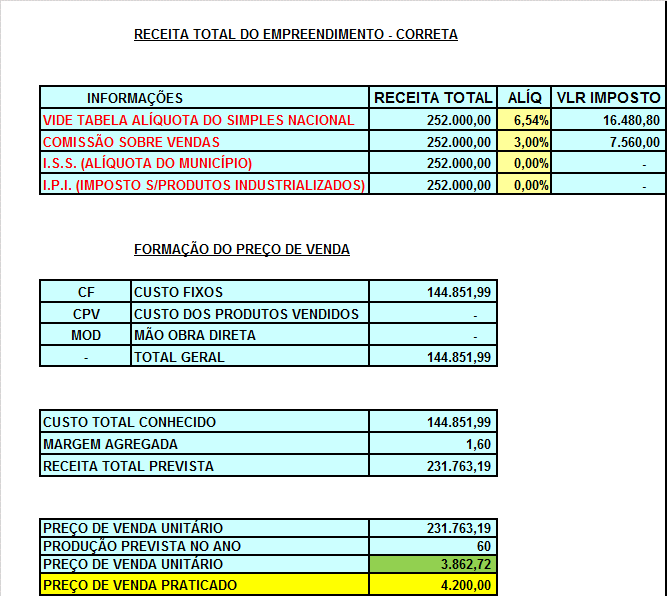 RECEITA TOTAL DO EMPREENDIMENTO - CORRETA
INFORMAÇÕES RECEITA TOTAL ALÍQ VLR IMPOSTO
VIDE TABELA ALÍQUOTA DO SIMPLES NACIONAL 252.000,00 6,54% 16.480,80
COMISSÃO SOBRE VENDAS 252.000,00 3,00% 7.560,00
I.S.S. (ALÍQUOTA DO MUNICÍPIO) 252.000,00 0,00% -
I.P.I. (IMPOSTO S/PRODUTOS INDUSTRIALIZADOS) 252.000,00 0,00% -
FORMAÇÃO DO PREÇO DE VENDA
CF CUSTO FIXOS 144.851,99
CPV CUSTO DOS PRODUTOS VENDIDOS -
MOD MÃO OBRA DIRETA -
- TOTAL GERAL 144.851,99
CUSTO TOTAL CONHECIDO 144.851,99
MARGEM AGREGADA 1,60
RECEITA TOTAL PREVISTA 231.763,19
PREÇO DE VENDA UNITÁRIO 231.763,19
PRODUÇÃO PREVISTA NO ANO 60
PREÇO DE VENDA UNITÁRIO 3.862,72
PREÇO DE VENDA PRATICADO 4.200,00